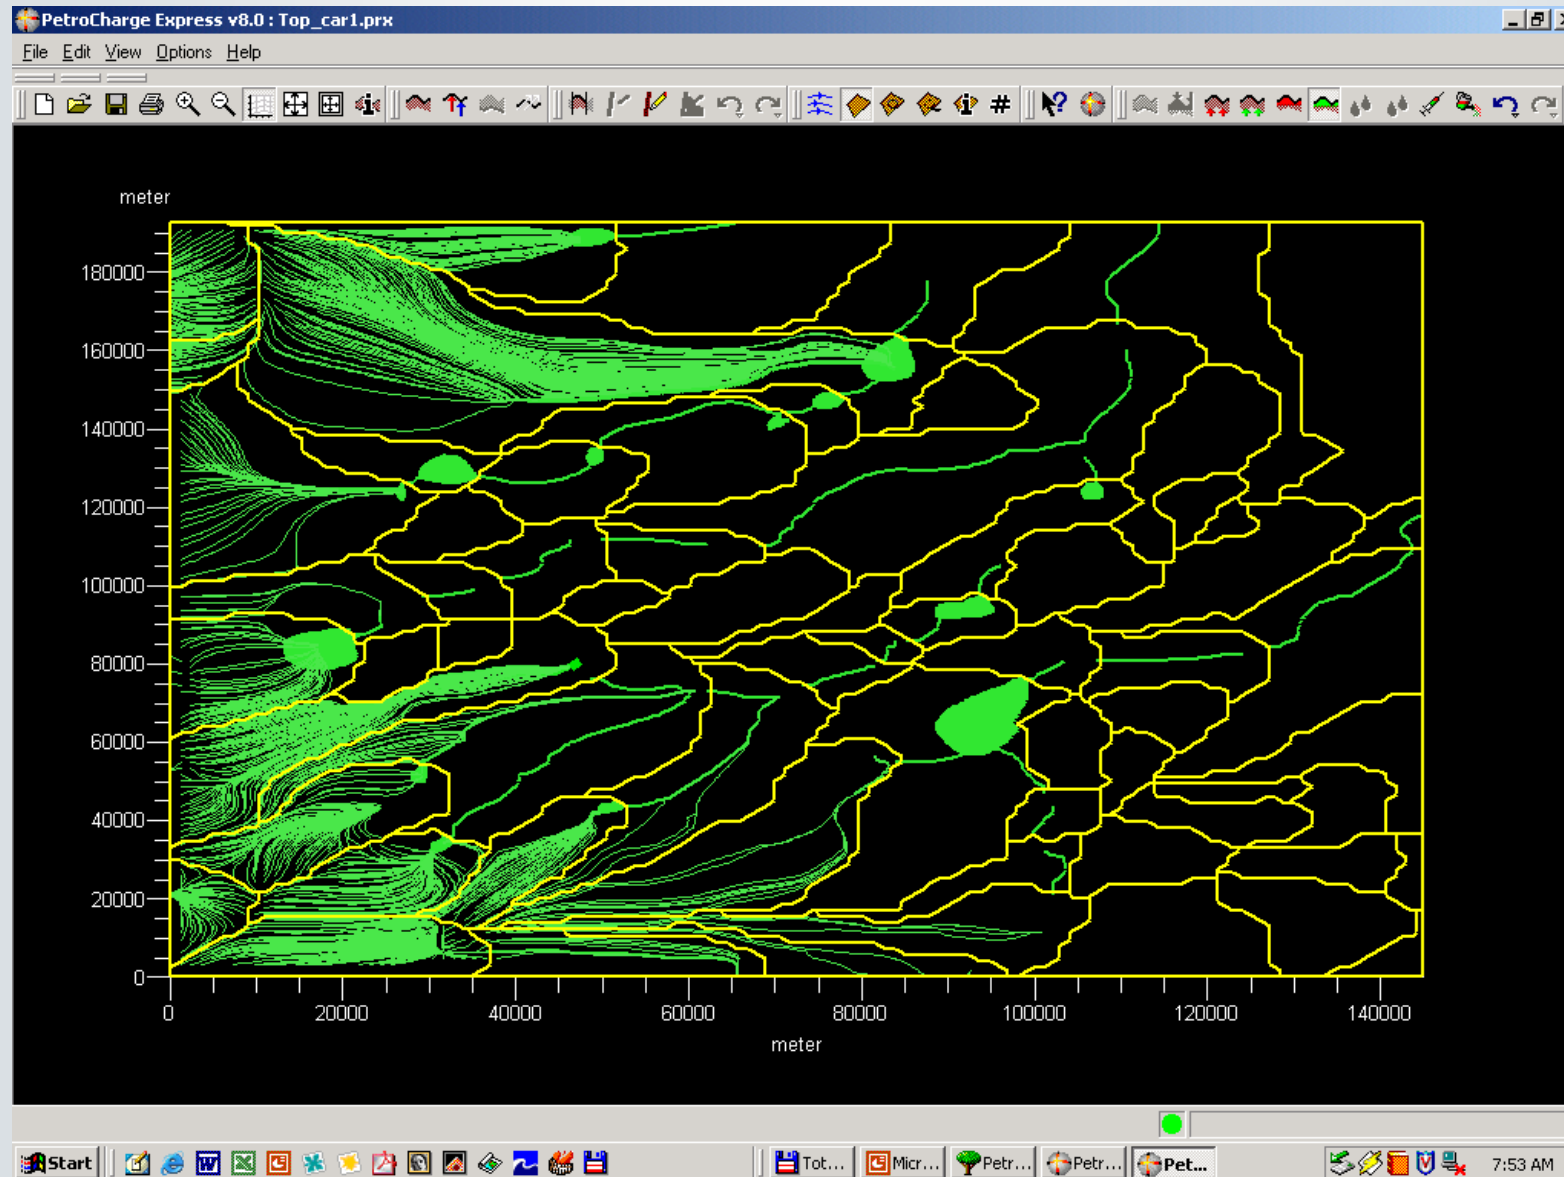 PetroCharge Express v8.0 : Top_car1.prx
File Edit View Options Help
meter
180000
160000
140000
120000
100000
80000
60000
40000
20000
0
0 20000 40000 60000 80000 100000 120000 140000
meter
Start Tot... Micr... Petr... Petr... Pet... 7:53 AM